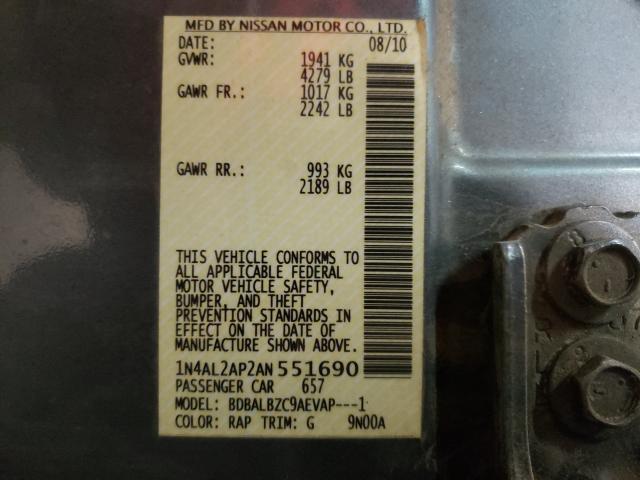 MFD BY NISSAN MOTOR CO., LTD.
DATE: 08/10
GVWR: 1941 KG
4279 LB
GAWR FR.: 1017 KG
2242 LB
GAWR RR.: 993 KG
2189 LB
THIS VEHICLE CONFORMS TO
ALL APPLICABLE FEDERAL
MOTOR VEHICLE SAFETY,
BUMPER, AND THEFT
PREVENTION STANDARDS IN
EFFECT ON THE DATE OF
MANUFACTURE SHOWN ABOVE.
1N4AL2AP2AN551690
PASSENGER CAR 657
MODEL: BDBALBZC9AEVAP---1
COLOR: RAP TRIM: G 9N00A